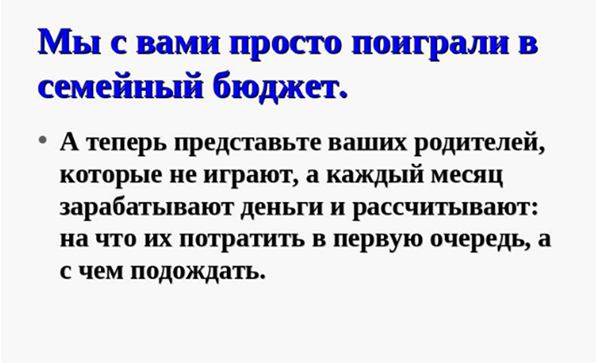 Мы с вами просто поиграли в
семейный бюджет.
• А теперь представьте ваших родителей,
которые не играют, а каждый месяц
зарабатывают деньги и рассчитывают:
на что их потратить в первую очередь, а
с чем подождать.